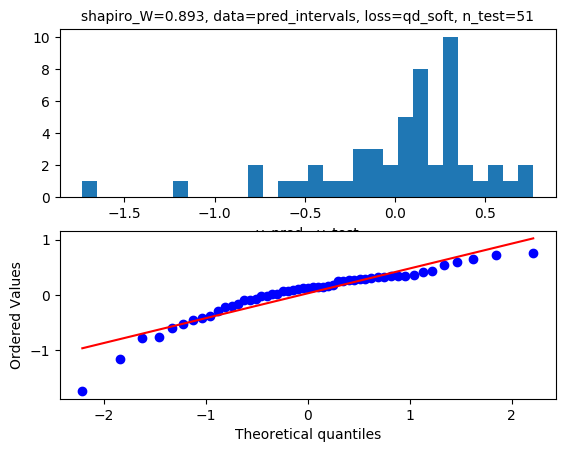 shapiro_W=0.893, data=pred_intervals, loss=qd_soft, n_test=51
10
8
6
4
2
0
−1.5 −1.0 −0.5 0.0 0.5
1
0
−1
Ordered Values
−2 −1 0 1 2
Theoretical quantiles